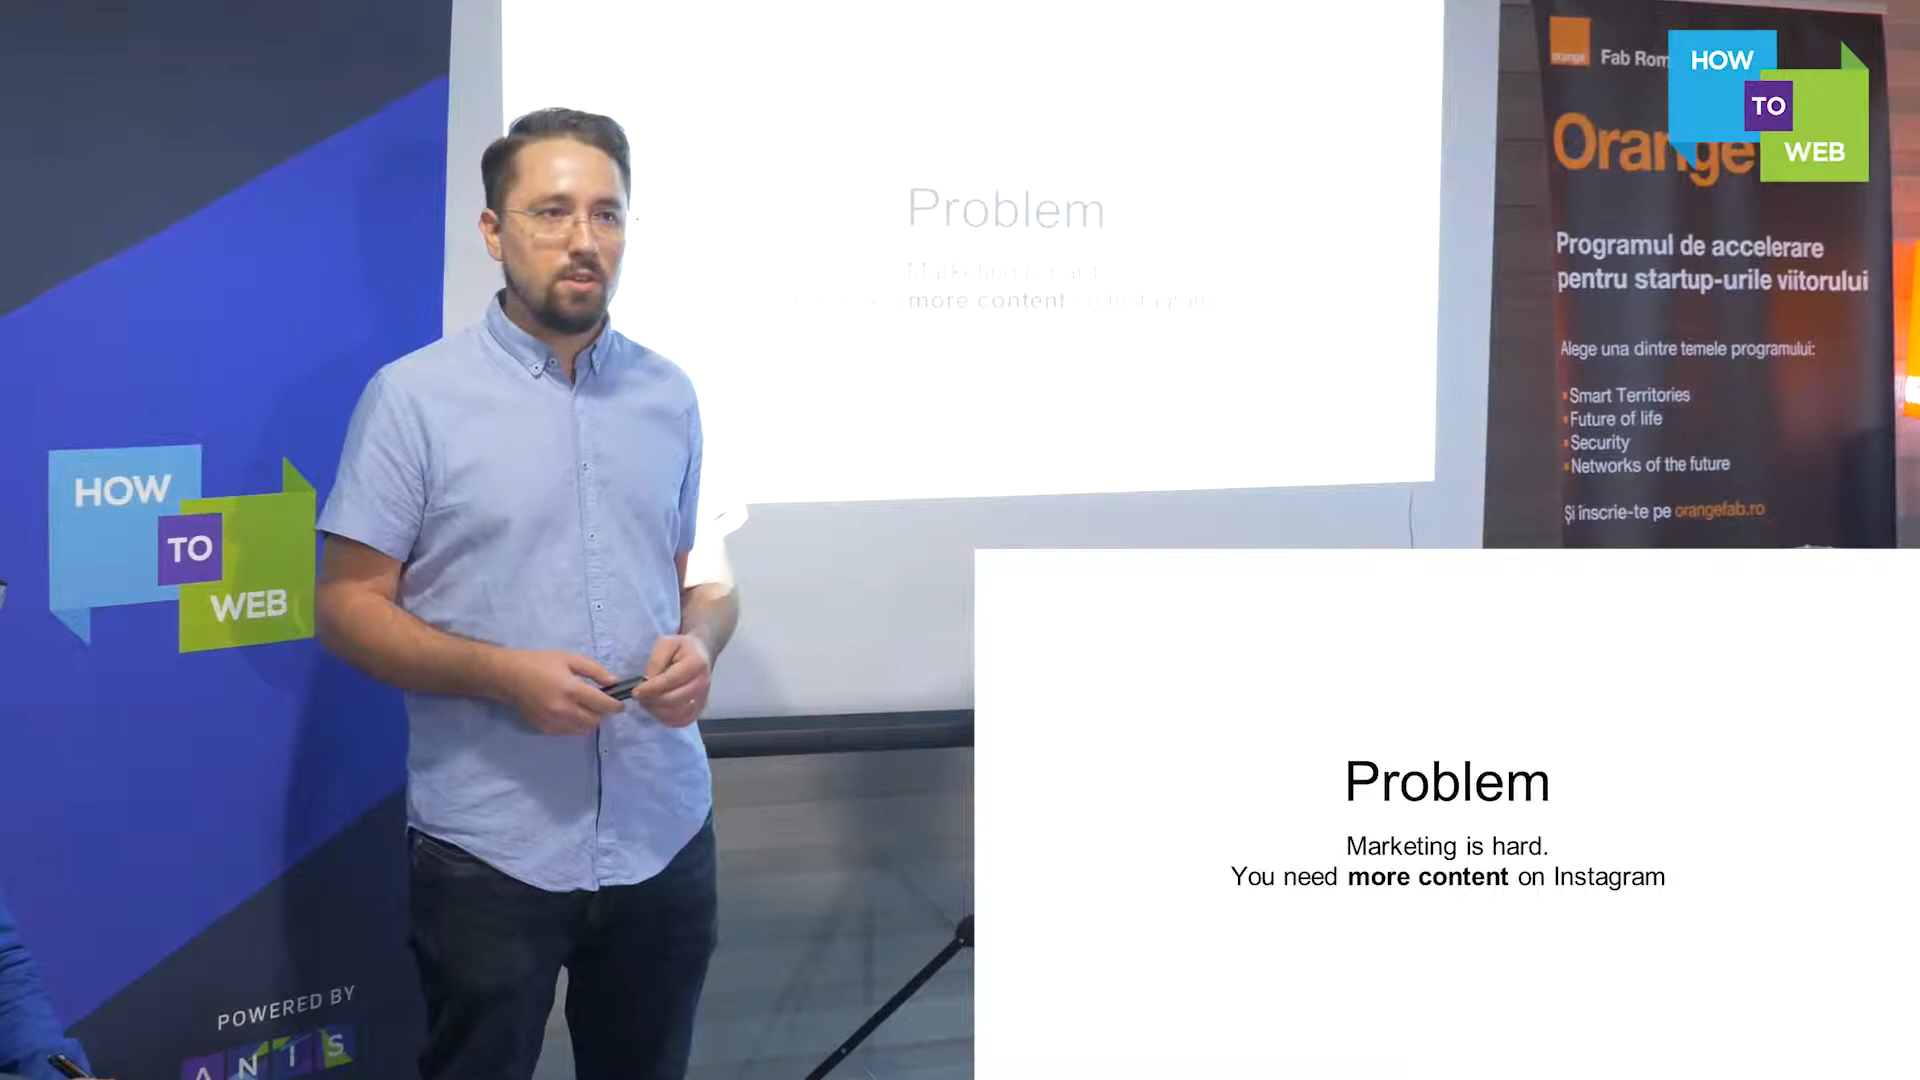 HOW
TO
WEB
POWERED BY
ANIS
Problem
more content
orange
Fab
Orange
Programul de accelerare
pentru startup-urile viitorului
Alege una dintre temele programului:
Smart Territories
Future of life
Security
Networks of the future
Și înscrie-te pe orangefab.ro
HOW
TO
WEB
Problem
Marketing is hard.
You need more content on Instagram